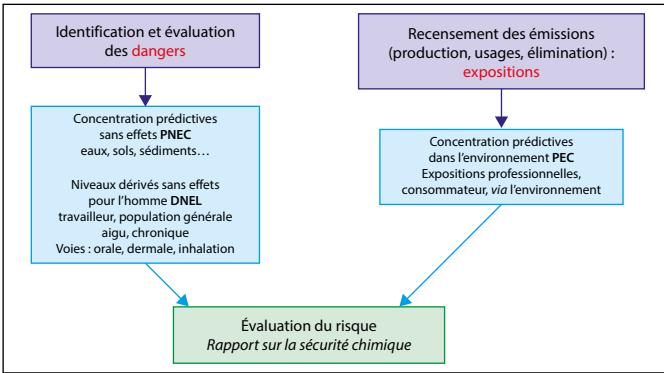 Identification et évaluation
des dangers
Recensement des émissions
(production, usages, élimination) :
expositions
Concentration prédictives
sans effets PNEC
eaux, sols, sédiments…
Niveaux dérivés sans effets
pour l'homme DNEL
travailleur, population générale
aigu, chronique
Voies : orale, dermale, inhalation
Concentration prédictives
dans l'environnement PEC
Expositions professionnelles,
consommateur, via l'environnement
Évaluation du risque
Rapport sur la sécurité chimique